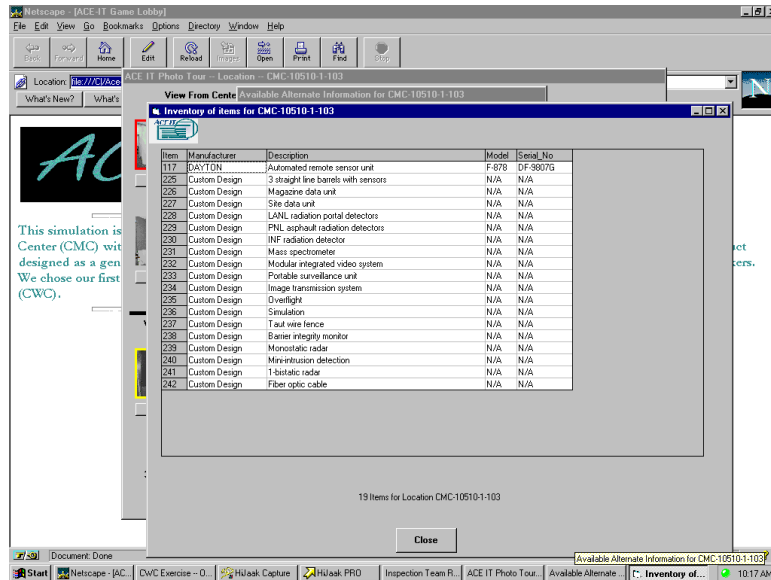 Netscape - [ACE-IT Game Lobby]
File Edit View Go Bookmarks Options Directory Window Help
Back Forward Home Edit Reload Images Open Print Find Stop
Location: file:///C|/Ace
ACE IT Photo Tour -- Location -- CMC-10510-1-103
What's New? What's
View From Cente
Available Alternate Information for CMC-10510-1-103
Inventory of items for CMC-10510-1-103
ACE IT
Item Manufacturer Description Model Serial_No
117 DAYTON Automated remote sensor unit F-878 DF-9807G
225 Custom Design 3 straight line barrels with sensors N/A N/A
226 Custom Design Magazine data unit N/A N/A
227 Custom Design Site data unit N/A N/A
228 Custom Design LANL radiation portal detectors N/A N/A
229 Custom Design PNL asphault radiation detectors N/A N/A
230 Custom Design INF radiation detector N/A N/A
231 Custom Design Mass spectrometer N/A N/A
232 Custom Design Modular integrated video system N/A N/A
233 Custom Design Portable surveillance unit N/A N/A
234 Custom Design Image transmission system N/A N/A
235 Custom Design Overflight N/A N/A
236 Custom Design Simulation N/A N/A
237 Custom Design Taut wire fence N/A N/A
238 Custom Design Barrier integrity monitor N/A N/A
239 Custom Design Monostatic radar N/A N/A
240 Custom Design Mini-intrusion detection N/A N/A
241 Custom Design 1-bistatic radar N/A N/A
242 Custom Design Fiber optic cable N/A N/A
19 Items for Location CMC-10510-1-103
Close
AC
This simulation is
Center (CMC) wit
designed as a gen
We chose our first
(CWC).
ct
kers.
Document: Done
Available Alternate Information for CMC-10510-1-103
Start Netscape - [AC... CWC Exercise -- O... HiJaak Capture HiJaak PRO Inspection Team R... ACE IT Photo Tour... Available Alternate ... Inventory of... 10:17 AM